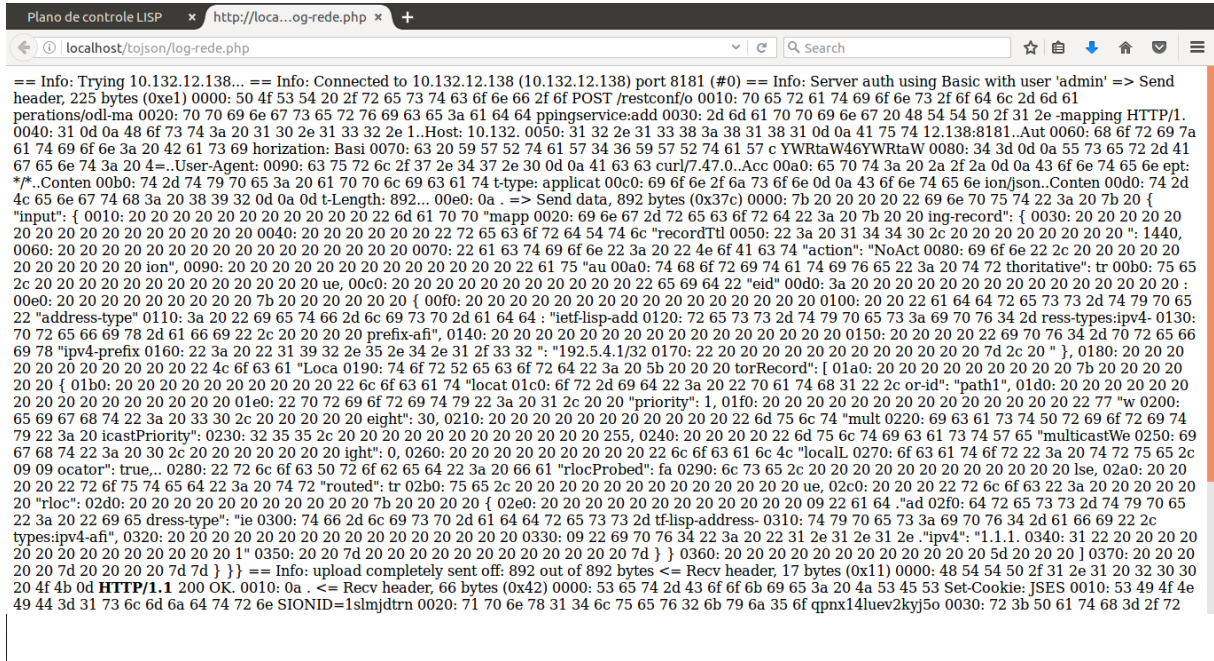 Plano de controle LISP × http://loca...og-rede.php × +
localhost/tojson/log-rede.php Search
== Info: Trying 10.132.12.138... == Info: Connected to 10.132.12.138 (10.132.12.138) port 8181 (#0) == Info: Server auth using Basic with user 'admin' => Send
header, 225 bytes (0xe1) 0000: 50 4f 53 54 20 2f 72 65 73 74 63 6f 6e 66 2f 6f POST /restconf/o 0010: 70 65 72 61 74 69 6f 6e 73 2f 6f 64 6c 2d 6d 61
perations/odl-ma 0020: 70 70 69 6e 67 73 65 72 76 69 63 65 3a 61 64 64 ppingservice:add 0030: 2d 6d 61 70 70 69 6e 67 20 48 54 54 50 2f 31 2e -mapping HTTP/1.
0040: 31 0d 0a 48 6f 73 74 3a 20 31 30 2e 31 33 32 2e 1..Host: 10.132. 0050: 31 32 2e 31 33 38 3a 38 31 38 31 0d 0a 41 75 74 12.138:8181..Aut 0060: 68 6f 72 69 7a
61 74 69 6f 6e 3a 20 42 61 73 69 horization: Basi 0070: 63 20 59 57 52 74 61 57 34 36 59 57 52 74 61 57 c YWRtaW46YWRtaW 0080: 34 3d 0d 0a 55 73 65 72 2d 41
67 65 6e 74 3a 20 4=..User-Agent: 0090: 63 75 72 6c 2f 37 2e 34 37 2e 30 0d 0a 41 63 63 curl/7.47.0..Acc 00a0: 65 70 74 3a 20 2a 2f 2a 0d 0a 43 6f 6e 74 65 6e ept:
*/*..Conten 00b0: 74 2d 74 79 70 65 3a 20 61 70 70 6c 69 63 61 74 t-type: applicat 00c0: 69 6f 6e 2f 6a 73 6f 6e 0d 0a 43 6f 6e 74 65 6e ion/json..Conten 00d0: 74 2d
4c 65 6e 67 74 68 3a 20 38 39 32 0d 0a 0d t-Length: 892... 00e0: 0a . => Send data, 892 bytes (0x37c) 0000: 7b 20 20 20 20 22 69 6e 70 75 74 22 3a 20 7b 20 {
"input": { 0010: 20 20 20 20 20 20 20 20 20 20 20 22 6d 61 70 70 "mapp 0020: 69 6e 67 2d 72 65 63 6f 72 64 22 3a 20 7b 20 20 ing-record": { 0030: 20 20 20 20 20
20 20 20 20 20 20 20 20 20 20 20 0040: 20 20 20 20 20 20 20 22 72 65 63 6f 72 64 54 74 6c "recordTtl 0050: 22 3a 20 31 34 34 30 2c 20 20 20 20 20 20 20 20 ": 1440,
0060: 20 20 20 20 20 20 20 20 20 20 20 20 20 20 20 20 0070: 22 61 63 74 69 6f 6e 22 3a 20 22 4e 6f 41 63 74 "action": "NoAct 0080: 69 6f 6e 22 2c 20 20 20 20 20
20 20 20 20 20 20 ion", 0090: 20 20 20 20 20 20 20 20 20 20 20 20 20 22 61 75 "au 00a0: 74 68 6f 72 69 74 61 74 69 76 65 22 3a 20 74 72 thoritative": tr 00b0: 75 65
2c 20 20 20 20 20 20 20 20 20 20 20 20 20 ue, 00c0: 20 20 20 20 20 20 20 20 20 20 20 22 65 69 64 22 "eid" 00d0: 3a 20 20 20 20 20 20 20 20 20 20 20 20 20 20 20 :
00e0: 20 20 20 20 20 20 20 20 20 7b 20 20 20 20 20 20 { 00f0: 20 20 20 20 20 20 20 20 20 20 20 20 20 20 20 20 0100: 20 20 22 61 64 64 72 65 73 73 2d 74 79 70 65
22 "address-type" 0110: 3a 20 22 69 65 74 66 2d 6c 69 73 70 2d 61 64 64 : "ietf-lisp-add 0120: 72 65 73 73 2d 74 79 70 65 73 3a 69 70 76 34 2d ress-types:ipv4- 0130:
70 72 65 66 69 78 2d 61 66 69 22 2c 20 20 20 20 prefix-afi", 0140: 20 20 20 20 20 20 20 20 20 20 20 20 20 20 20 20 0150: 20 20 20 20 22 69 70 76 34 2d 70 72 65 66
69 78 "ipv4-prefix 0160: 22 3a 20 22 31 39 32 2e 35 2e 34 2e 31 2f 33 32 ": "192.5.4.1/32 0170: 22 20 20 20 20 20 20 20 20 20 20 20 20 7d 2c 20 " }, 0180: 20 20 20
20 20 20 20 20 20 20 20 22 4c 6f 63 61 "Loca 0190: 74 6f 72 52 65 63 6f 72 64 22 3a 20 5b 20 20 20 torRecord": [ 01a0: 20 20 20 20 20 20 20 20 20 7b 20 20 20 20
20 20 { 01b0: 20 20 20 20 20 20 20 20 20 20 22 6c 6f 63 61 74 "locat 01c0: 6f 72 2d 69 64 22 3a 20 22 70 61 74 68 31 22 2c or-id": "path1", 01d0: 20 20 20 20 20 20
20 20 20 20 20 20 20 20 20 20 01e0: 22 70 72 69 6f 72 69 74 79 22 3a 20 31 2c 20 20 "priority": 1, 01f0: 20 20 20 20 20 20 20 20 20 20 20 20 20 20 22 77 "w 0200:
65 69 67 68 74 22 3a 20 33 30 2c 20 20 20 20 20 eight": 30, 0210: 20 20 20 20 20 20 20 20 20 20 20 22 6d 75 6c 74 "mult 0220: 69 63 61 73 74 50 72 69 6f 72 69 74
79 22 3a 20 icastPriority": 0230: 32 35 35 2c 20 20 20 20 20 20 20 20 20 20 20 20 255, 0240: 20 20 20 20 22 6d 75 6c 74 69 63 61 73 74 57 65 "multicastWe 0250: 69
67 68 74 22 3a 20 30 2c 20 20 20 20 20 20 20 ight": 0, 0260: 20 20 20 20 20 20 20 20 20 22 6c 6f 63 61 6c 4c "localL 0270: 6f 63 61 74 6f 72 22 3a 20 74 72 75 65 2c
09 09 ocator": true,.. 0280: 22 72 6c 6f 63 50 72 6f 62 65 64 22 3a 20 66 61 "rlocProbed": fa 0290: 6c 73 65 2c 20 20 20 20 20 20 20 20 20 20 20 20 lse, 02a0: 20 20
20 20 22 72 6f 75 74 65 64 22 3a 20 74 72 "routed": tr 02b0: 75 65 2c 20 20 20 20 20 20 20 20 20 20 20 20 20 ue, 02c0: 20 20 20 22 72 6c 6f 63 22 3a 20 20 20 20 20
20 "rloc": 02d0: 20 20 20 20 20 20 20 20 20 20 20 7b 20 20 20 20 { 02e0: 20 20 20 20 20 20 20 20 20 20 20 20 09 22 61 64 ."ad 02f0: 64 72 65 73 73 2d 74 79 70 65
22 3a 20 22 69 65 dress-type": "ie 0300: 74 66 2d 6c 69 73 70 2d 61 64 64 72 65 73 73 2d tf-lisp-address- 0310: 74 79 70 65 73 3a 69 70 76 34 2d 61 66 69 22 2c
types:ipv4-afi", 0320: 20 20 20 20 20 20 20 20 20 20 20 20 20 20 20 20 0330: 09 22 69 70 76 34 22 3a 20 22 31 2e 31 2e 31 2e ."ipv4": "1.1.1. 0340: 31 22 20 20 20 20
20 20 20 20 20 20 20 20 20 20 1" 0350: 20 20 7d 20 20 20 20 20 20 20 20 20 20 20 20 7d } } 0360: 20 20 20 20 20 20 20 20 20 20 20 5d 20 20 20 20 ] 0370: 20 20 20
20 20 20 7d 20 20 20 20 7d 7d } }} == Info: upload completely sent off: 892 out of 892 bytes <= Recv header, 17 bytes (0x11) 0000: 48 54 54 50 2f 31 2e 31 20 32 30 30
20 4f 4b 0d HTTP/1.1 200 OK. 0010: 0a . <= Recv header, 66 bytes (0x42) 0000: 53 65 74 2d 43 6f 6f 6b 69 65 3a 20 4a 53 45 53 Set-Cookie: JSES 0010: 53 49 4f 4e
49 44 3d 31 73 6c 6d 6a 64 74 72 6e SIONID=1slmjdtrn 0020: 71 70 6e 78 31 34 6c 75 65 76 32 6b 79 6a 35 6f qpnx14luev2kyj5o 0030: 72 3b 50 61 74 68 3d 2f 72